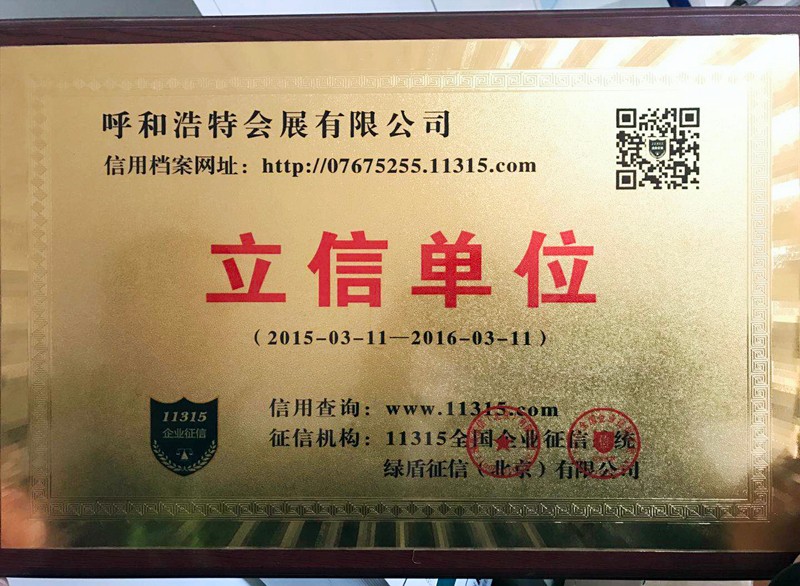 呼和浩特会展有限公司
信用档案网址：http://07675255.11315.com
立信单位
（2015-03-11—2016-03-11）
11315
企业征信
信用查询：www.11315.com
征信机构：11315全国企业征信系统
绿盾征信（北京）有限公司